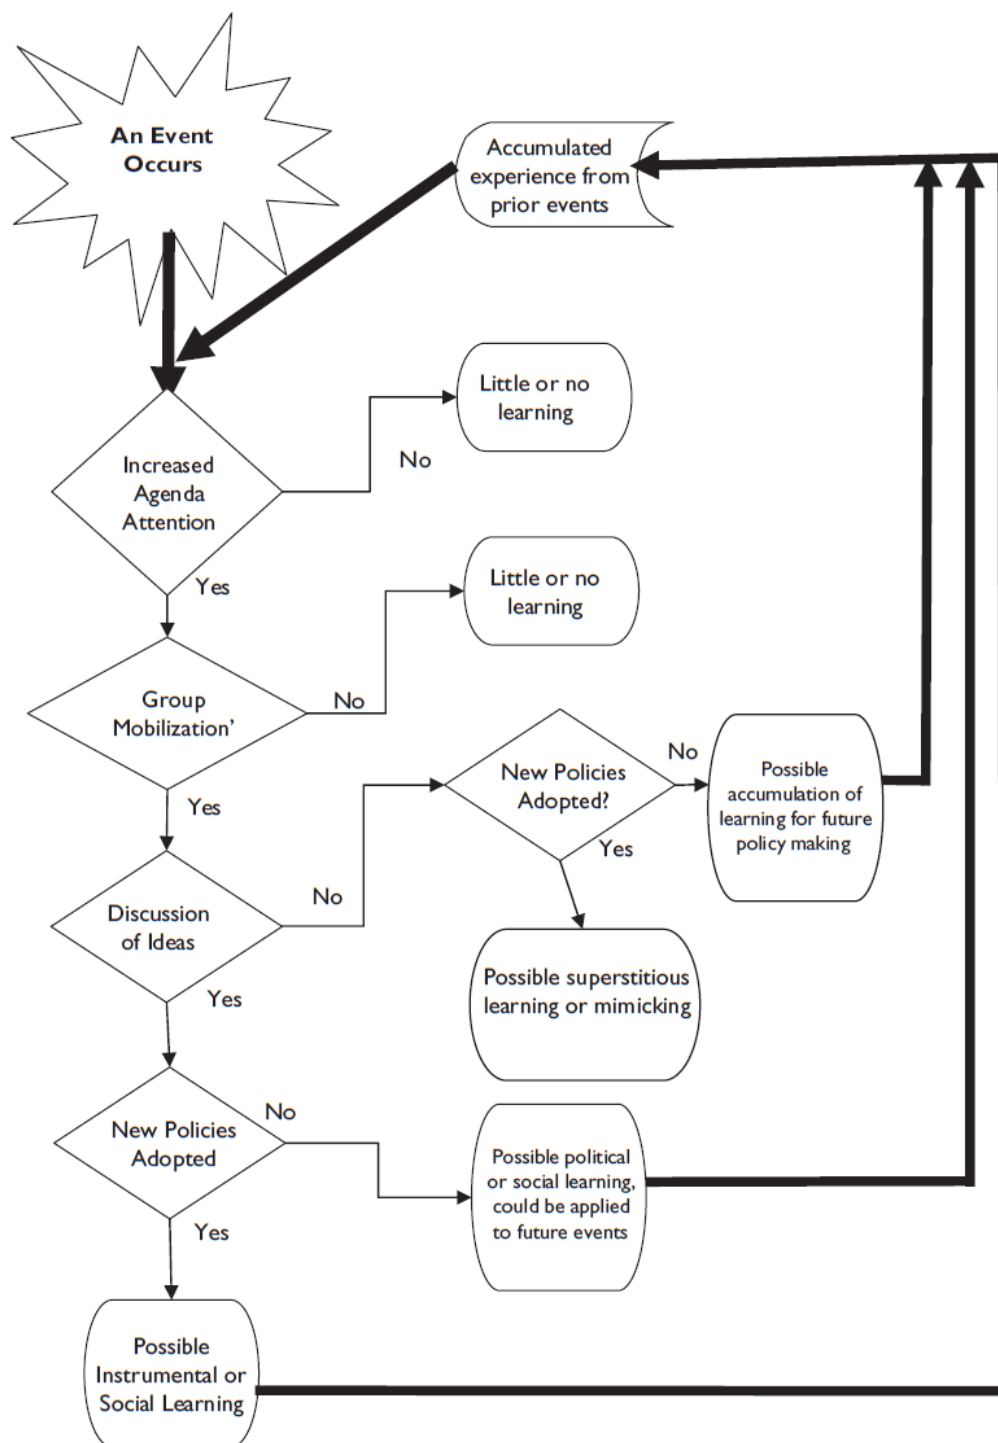 An Event
Occurs
Accumulated
experience from
prior events
Little or no
learning
No
Increased
Agenda
Attention
Yes
Little or no
learning
No
Group
Mobilization’
Yes
New Policies
Adopted?
No
Possible
accumulation of
learning for future
policy making
Yes
No
Discussion
of Ideas
Yes
Possible superstitious
learning or mimicking
No
New Policies
Adopted
Possible political
or social learning,
could be applied
to future events
Yes
Possible
Instrumental or
Social Learning